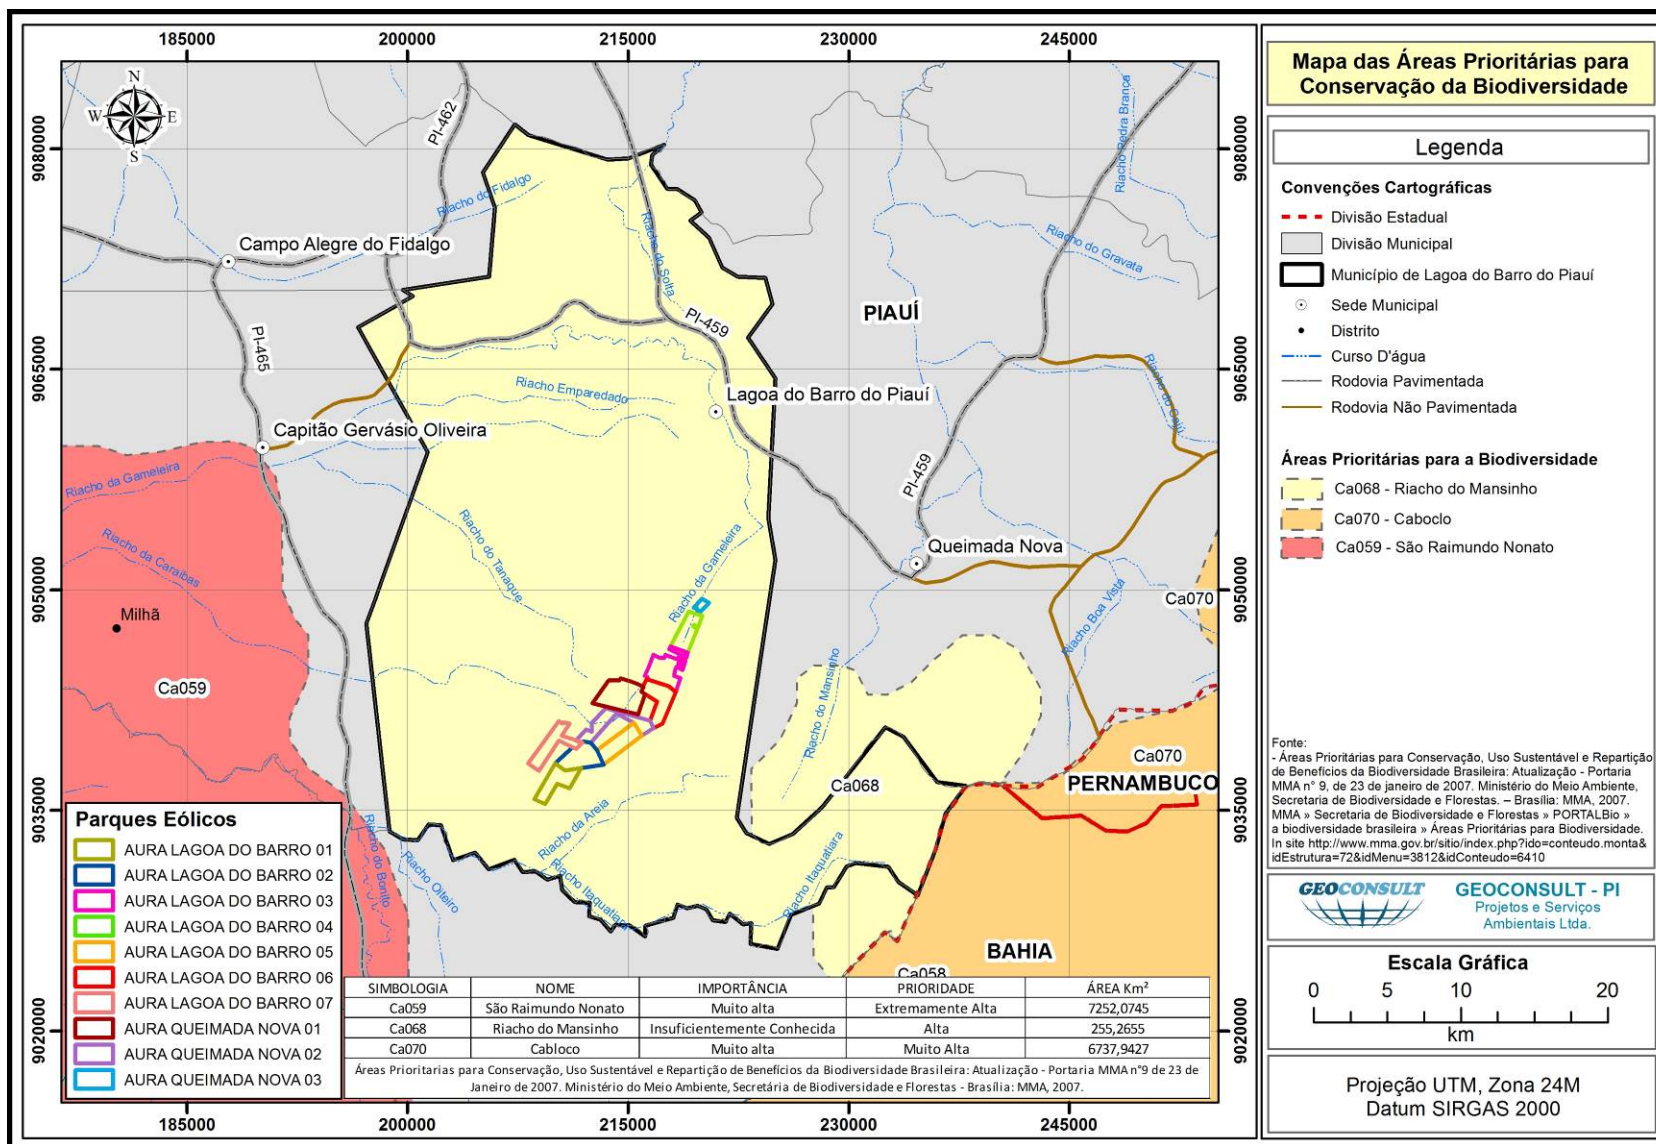 185000
200000
215000
230000
245000
9080000
9065000
9050000
9035000
9020000
9080000
9065000
9050000
9035000
9020000
N
W
E
S
PI-462
Riacho do Fidalgo
Campo Alegre do Fidalgo
Riacho do Solta
Riacho Pedra Branca
Riacho do Gravata
PIAUÍ
PI-459
PI-465
Riacho Emparedado
Lagoa do Barro do Piauí
Capitão Gervásio Oliveira
Riacho da Gameleira
PI-459
Riacho da Caraibas
Riacho do Tanaque
Riacho da Gameleira
Queimada Nova
Riacho Boa Vista
Ca070
Milhã
Ca059
Riacho do Mansinho
Ca070
PERNAMBUCO
Ca068
Riacho da Areia
Riacho do Bonito
Riacho Oiteiro
Riacho Itaquatiara
Riacho Itaquatiara
BAHIA
Ca058
Parques Eólicos
AURA LAGOA DO BARRO 01
AURA LAGOA DO BARRO 02
AURA LAGOA DO BARRO 03
AURA LAGOA DO BARRO 04
AURA LAGOA DO BARRO 05
AURA LAGOA DO BARRO 06
AURA LAGOA DO BARRO 07
AURA QUEIMADA NOVA 01
AURA QUEIMADA NOVA 02
AURA QUEIMADA NOVA 03
SIMBOLOGIA NOME IMPORTÂNCIA PRIORIDADE ÁREA Km²
Ca059 São Raimundo Nonato Muito alta Extremamente Alta 7252,0745
Ca068 Riacho do Mansinho Insuficientemente Conhecida Alta 255,2655
Ca070 Cabloco Muito alta Muito Alta 6737,9427
Áreas Prioritarias para Conservação, Uso Sustentável e Repartição de Benefícios da Biodiversidade Brasileira: Atualização - Portaria MMA n°9 de 23 de
Janeiro de 2007. Ministério do Meio Ambiente, Secretária de Biodiversidade e Florestas - Brasília: MMA, 2007.
185000
200000
215000
230000
245000
Mapa das Áreas Prioritárias para
Conservação da Biodiversidade
Legenda
Convenções Cartográficas
Divisão Estadual
Divisão Municipal
Município de Lagoa do Barro do Piauí
Sede Municipal
Distrito
Curso D'água
Rodovia Pavimentada
Rodovia Não Pavimentada
Áreas Prioritárias para a Biodiversidade
Ca068 - Riacho do Mansinho
Ca070 - Caboclo
Ca059 - São Raimundo Nonato
Fonte:
- Áreas Prioritárias para Conservação, Uso Sustentável e Repartição
de Benefícios da Biodiversidade Brasileira: Atualização - Portaria
MMA n° 9, de 23 de janeiro de 2007. Ministério do Meio Ambiente,
Secretaria de Biodiversidade e Florestas. – Brasília: MMA, 2007.
MMA » Secretaria de Biodiversidade e Florestas » PORTALBio »
a biodiversidade brasileira » Áreas Prioritárias para Biodiversidade.
In site http://www.mma.gov.br/sitio/index.php?ido=conteudo.monta&
idEstrutura=72&idMenu=3812&idConteudo=6410
GEOCONSULT
GEOCONSULT - PI
Projetos e Serviços
Ambientais Ltda.
Escala Gráfica
0 5 10 20
km
Projeção UTM, Zona 24M
Datum SIRGAS 2000